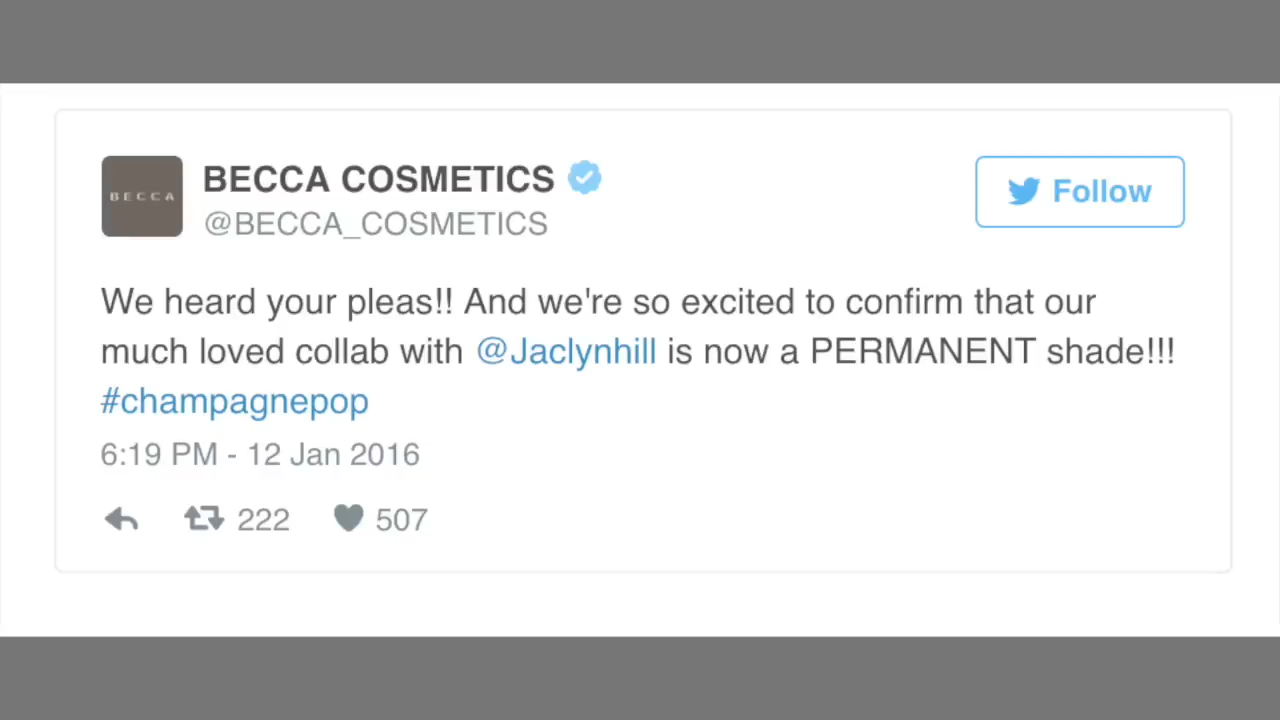 BECCA
BECCA COSMETICS
@BECCA_COSMETICS
Follow
We heard your pleas!! And we're so excited to confirm that our
much loved collab with @Jaclynhill is now a PERMANENT shade!!!
#champagnepop
6:19 PM - 12 Jan 2016
222 507